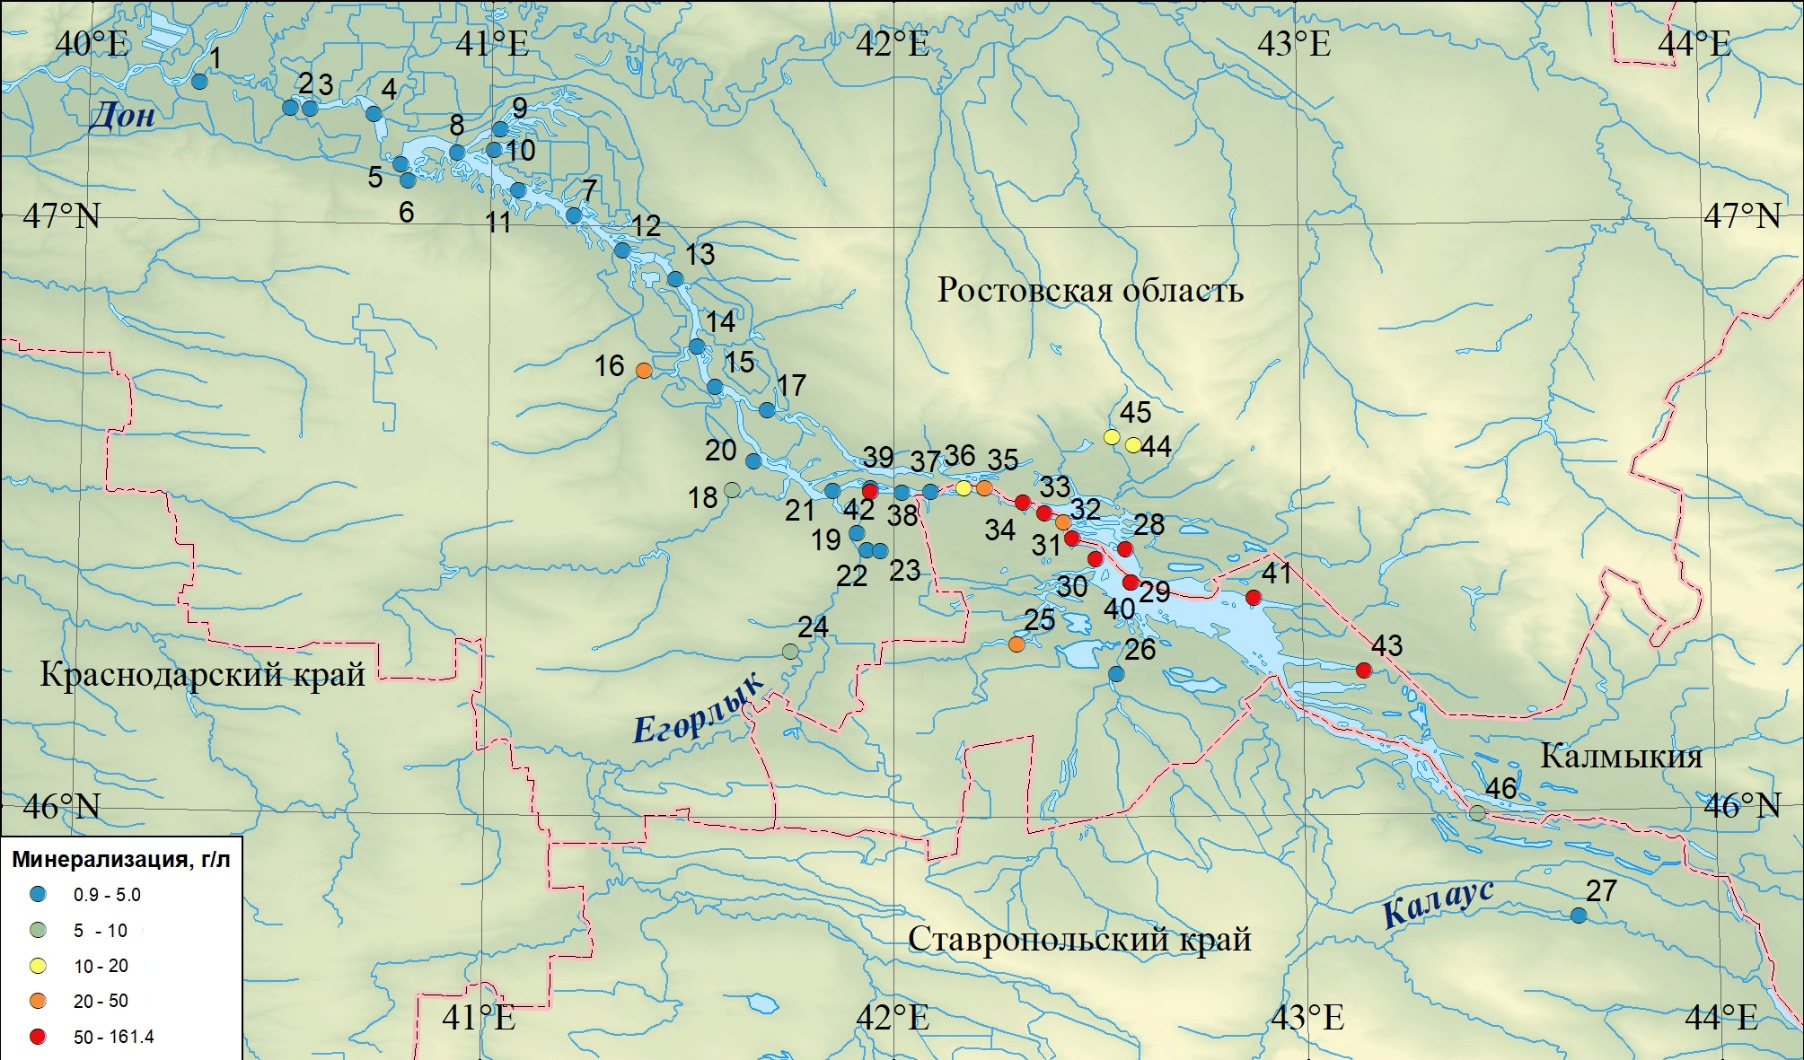 40°E 41°E 42°E 43°E 44°E
1
2 3 4
Дон
9
8
10
5
7
6
11
47°N 47°N
12
13
Ростовская область
14
16 15
17
45
44
20
39 37 36 35
18
21 42 38
33
32
34
28
19
31
22 23
30
29
41
40
25
24
26
43
Краснодарский край
Егорлык
Калмыкия
46
46°N 46°N
Минерализация, г/л
0.9 - 5.0
5 - 10
10 - 20
20 - 50
50 - 161.4
27
Калаус
Ставропольский край
41°E 42°E 43°E 44°E